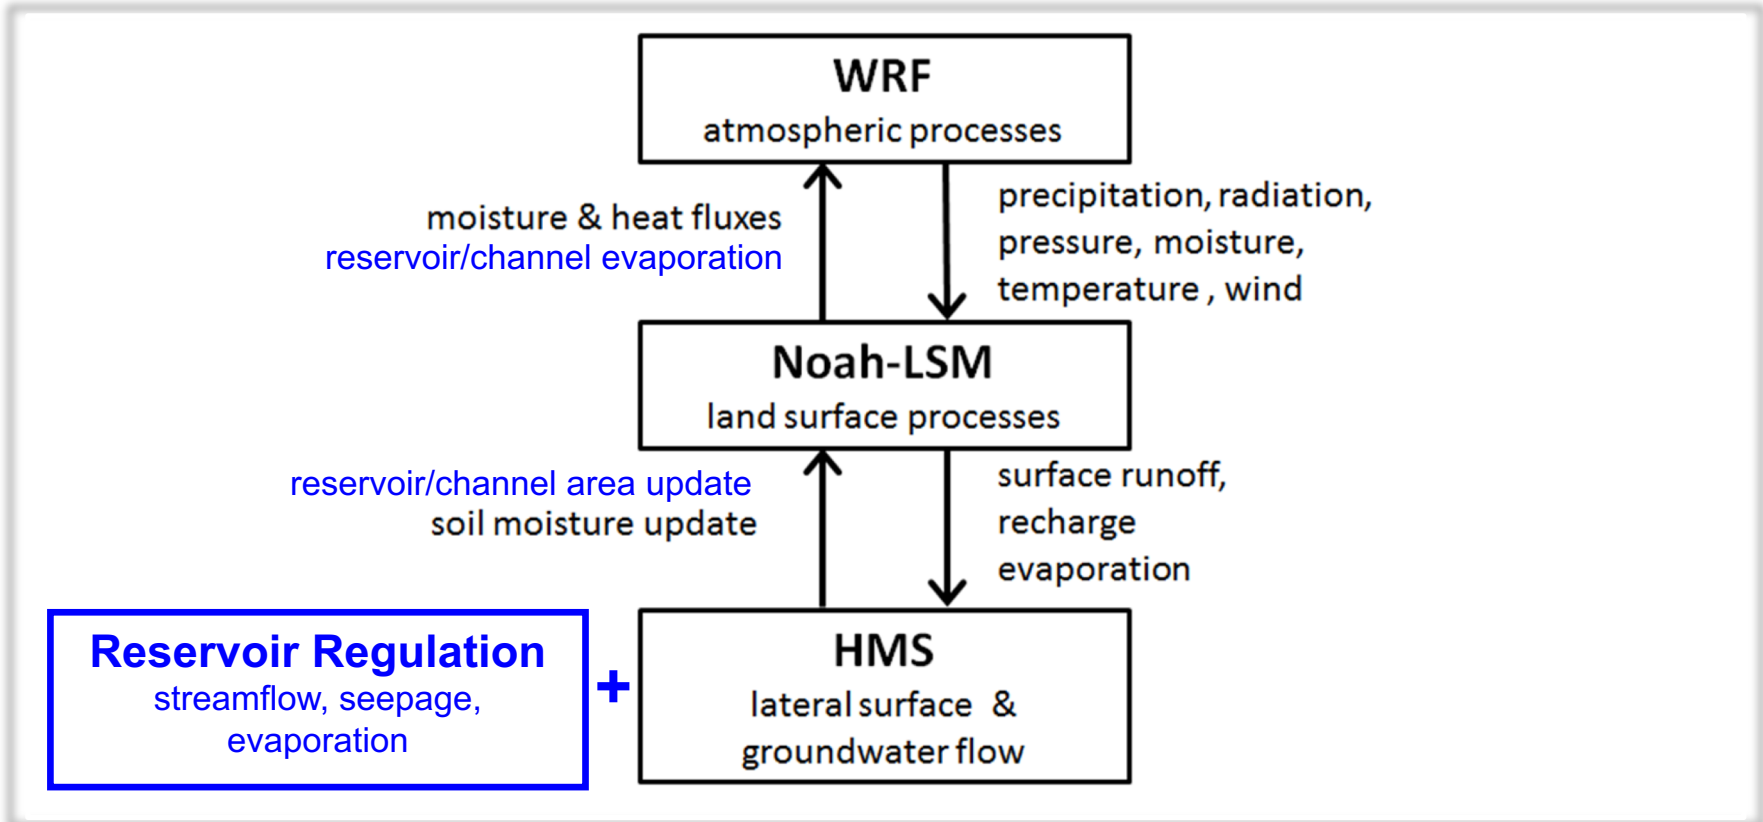 WRF
atmospheric processes
moisture & heat fluxes
reservoir/channel evaporation
precipitation, radiation,
pressure, moisture,
temperature , wind
Noah-LSM
land surface processes
reservoir/channel area update
soil moisture update
surface runoff,
recharge
evaporation
Reservoir Regulation
streamflow, seepage,
evaporation
+
HMS
lateral surface &
groundwater flow